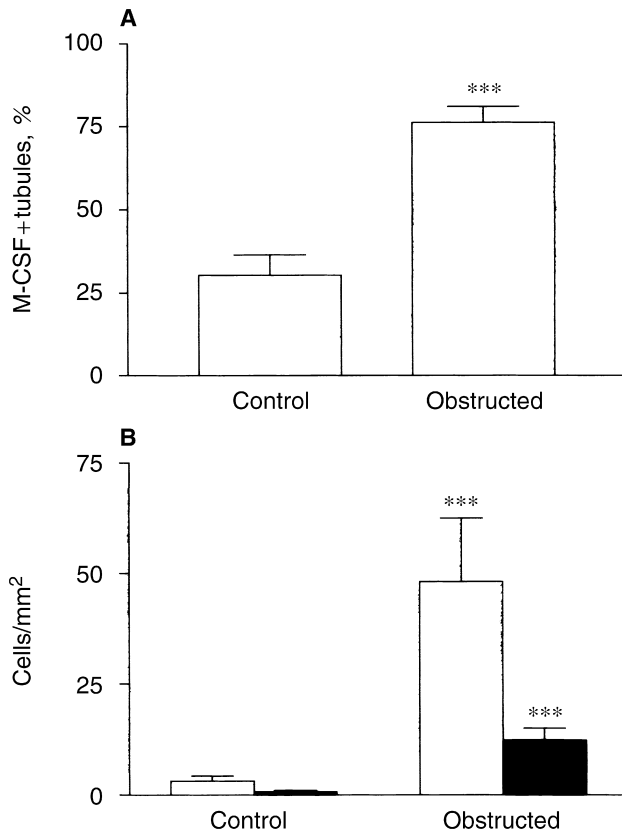 A
100
75
50
25
0
M-CSF+tubules, %
***
Control
Obstructed
B
75
50
25
0
Cells/mm²
***
***
Control
Obstructed